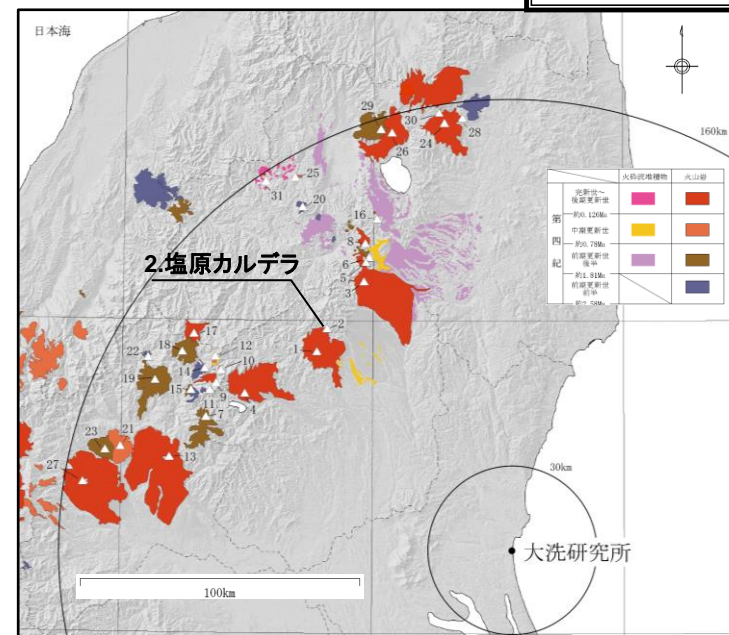 日本海
160km
29
30
24
28
26
25
31
20
16
8
6
5
3
火砕流堆積物
火山岩
第四紀
完新世～
後期更新世
約0.126Ma
中期更新世
約0.78Ma
前期更新世
後半
約1.81Ma
前期更新世
前半
約2.58Ma
2.塩原カルデラ
2
1
17
18
22
12
10
14
19
15
9
4
11
7
23
21
13
27
30km
大洗研究所
100km